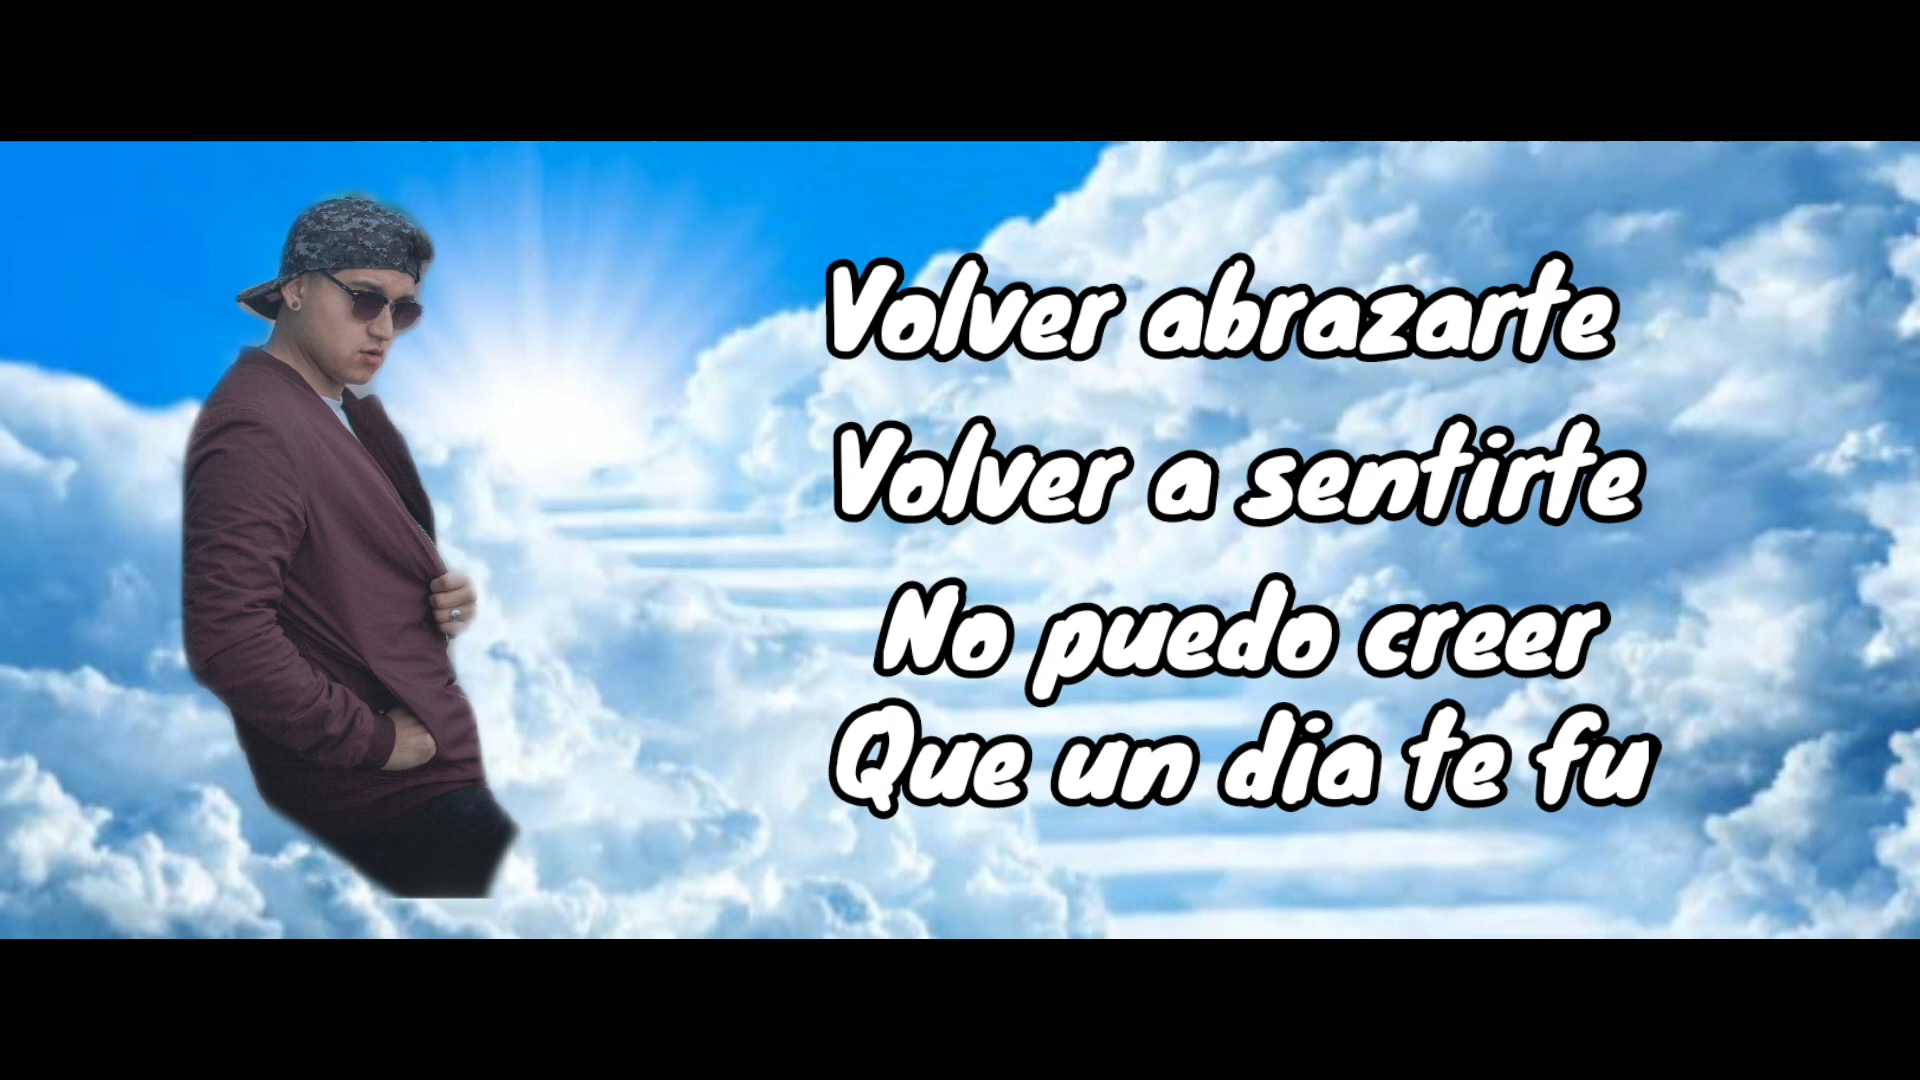 Volver abrazarte
Volver a sentirte
No puedo creer
Que un dia te fu